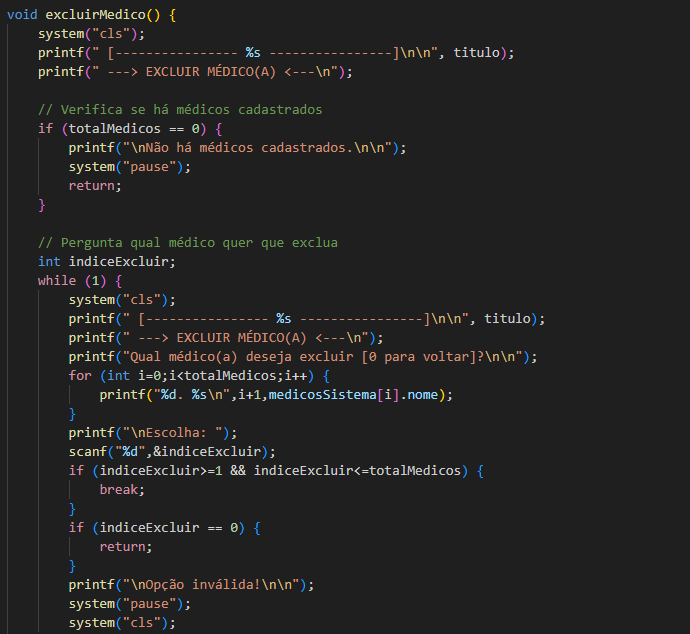 void excluirMedico() {
    system("cls");
    printf(" [---------------- %s ----------------]\n\n", titulo);
    printf(" ---> EXCLUIR MÉDICO(A) <---\n");

    // Verifica se há médicos cadastrados
    if (totalMedicos == 0) {
        printf("\nNão há médicos cadastrados.\n\n");
        system("pause");
        return;
    }

    // Pergunta qual médico quer que exclua
    int indiceExcluir;
    while (1) {
        system("cls");
        printf(" [---------------- %s ----------------]\n\n", titulo);
        printf(" ---> EXCLUIR MÉDICO(A) <---\n");
        printf("Qual médico(a) deseja excluir [0 para voltar]?\n\n");
        for (int i=0;i<totalMedicos;i++) {
            printf("%d. %s\n",i+1,medicosSistema[i].nome);
        }
        printf("\nEscolha: ");
        scanf("%d",&indiceExcluir);
        if (indiceExcluir>=1 && indiceExcluir<=totalMedicos) {
            break;
        }
        if (indiceExcluir == 0) {
            return;
        }
        printf("\nOpção inválida!\n\n");
        system("pause");
        system("cls");